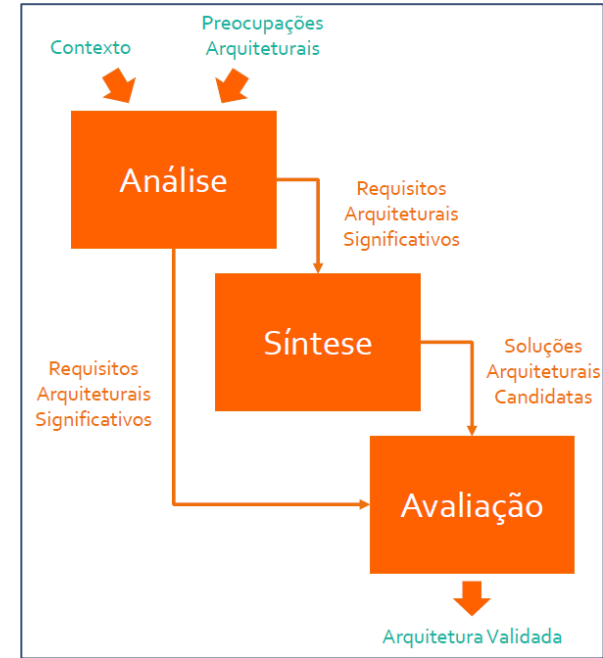 Contexto
Preocupações
Arquiteturais
Análise
Requisitos
Arquiteturais
Significativos
Síntese
Requisitos
Arquiteturais
Significativos
Soluções
Arquiteturais
Candidatas
Avaliação
Arquitetura Validada